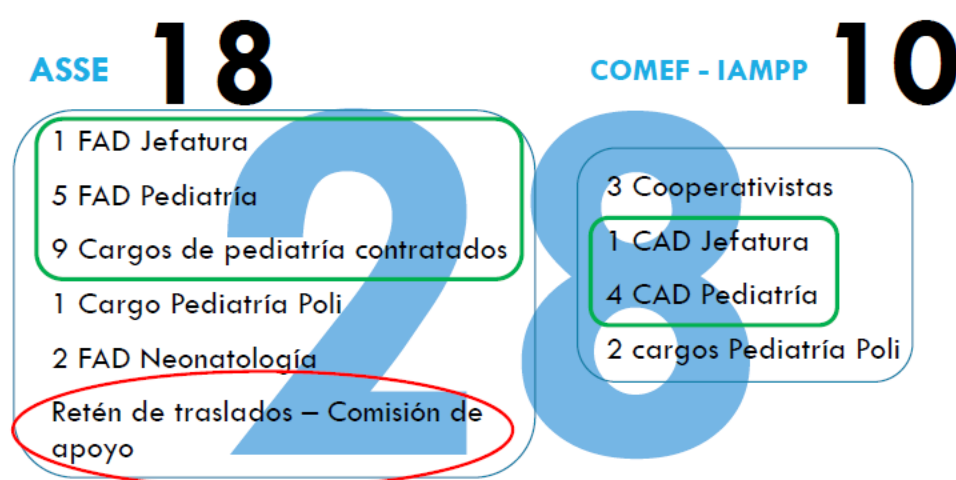 ASSE 18
1 FAD Jefatura
5 FAD Pediatría
9 Cargos de pediatría contratados
1 Cargo Pediatría Poli
2 FAD Neonatología
Retén de traslados – Comisión de
apoyo
28
COMEF - IAMPP 10
3 Cooperativistas
1 CAD Jefatura
4 CAD Pediatría
2 cargos Pediatría Poli